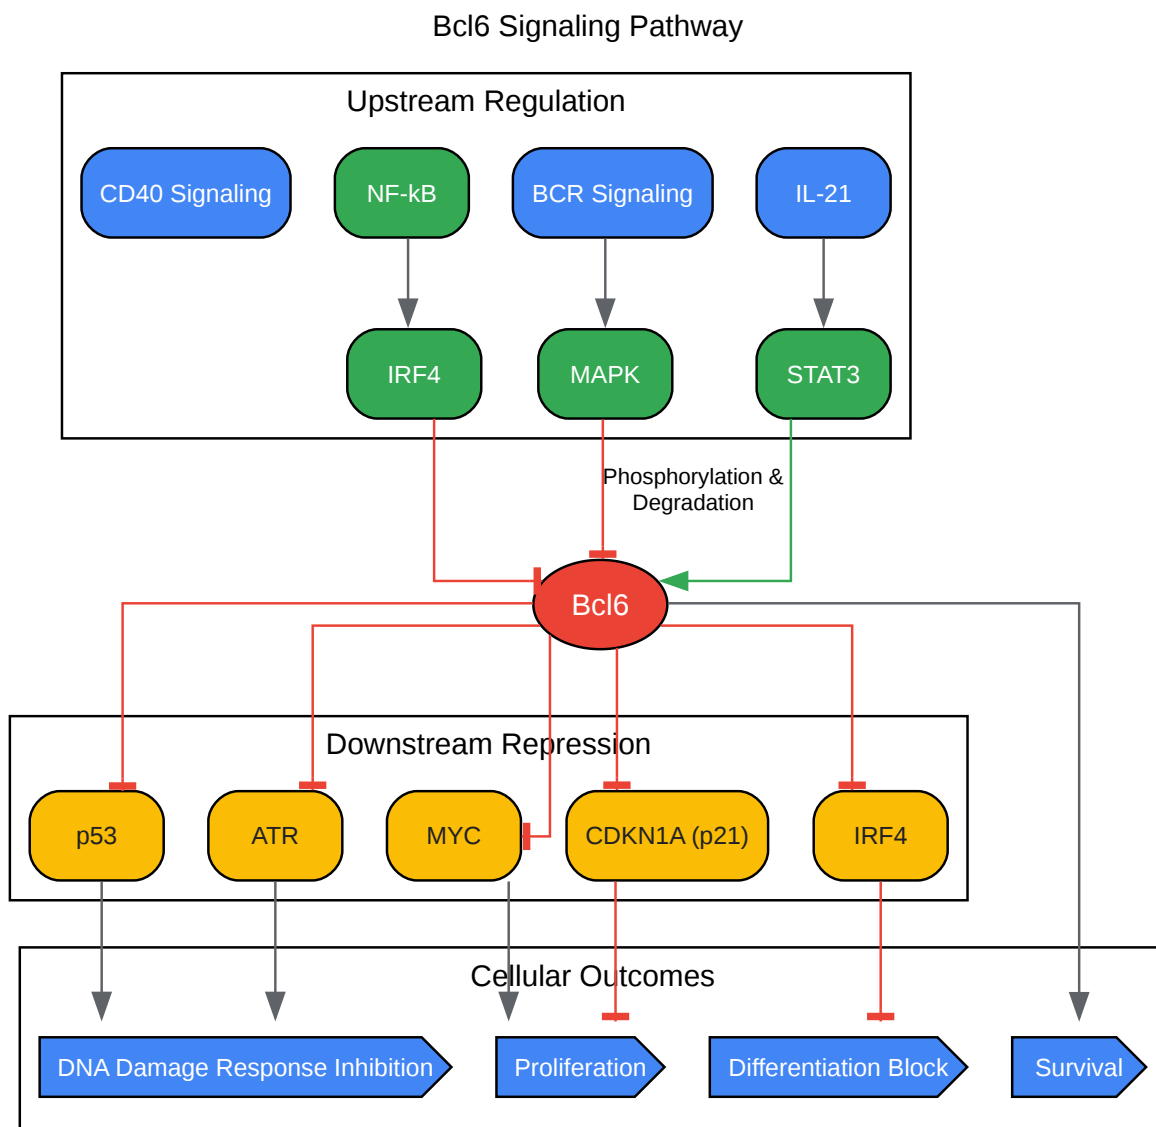 Bcl6 Signaling Pathway
Upstream Regulation
CD40 Signaling
NF-kB
BCR Signaling
IL-21
IRF4
MAPK
STAT3
Phosphorylation &
Degradation
Bcl6
Downstream Repression
p53
ATR
MYC
CDKN1A (p21)
IRF4
Cellular Outcomes
DNA Damage Response Inhibition
Proliferation
Differentiation Block
Survival